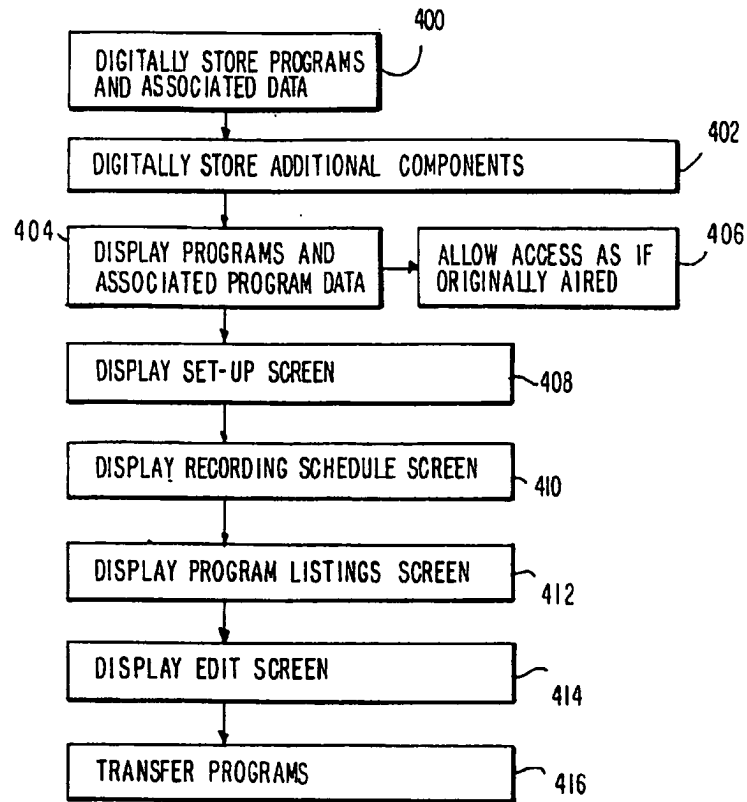 400
DIGITALLY STORE PROGRAMS
AND ASSOCIATED DATA
402
DIGITALLY STORE ADDITIONAL COMPONENTS
404
DISPLAY PROGRAMS AND
ASSOCIATED PROGRAM DATA
406
ALLOW ACCESS AS IF
ORIGINALLY AIRED
DISPLAY SET-UP SCREEN
408
DISPLAY RECORDING SCHEDULE SCREEN
410
DISPLAY PROGRAM LISTINGS SCREEN
412
DISPLAY EDIT SCREEN
414
TRANSFER PROGRAMS
416